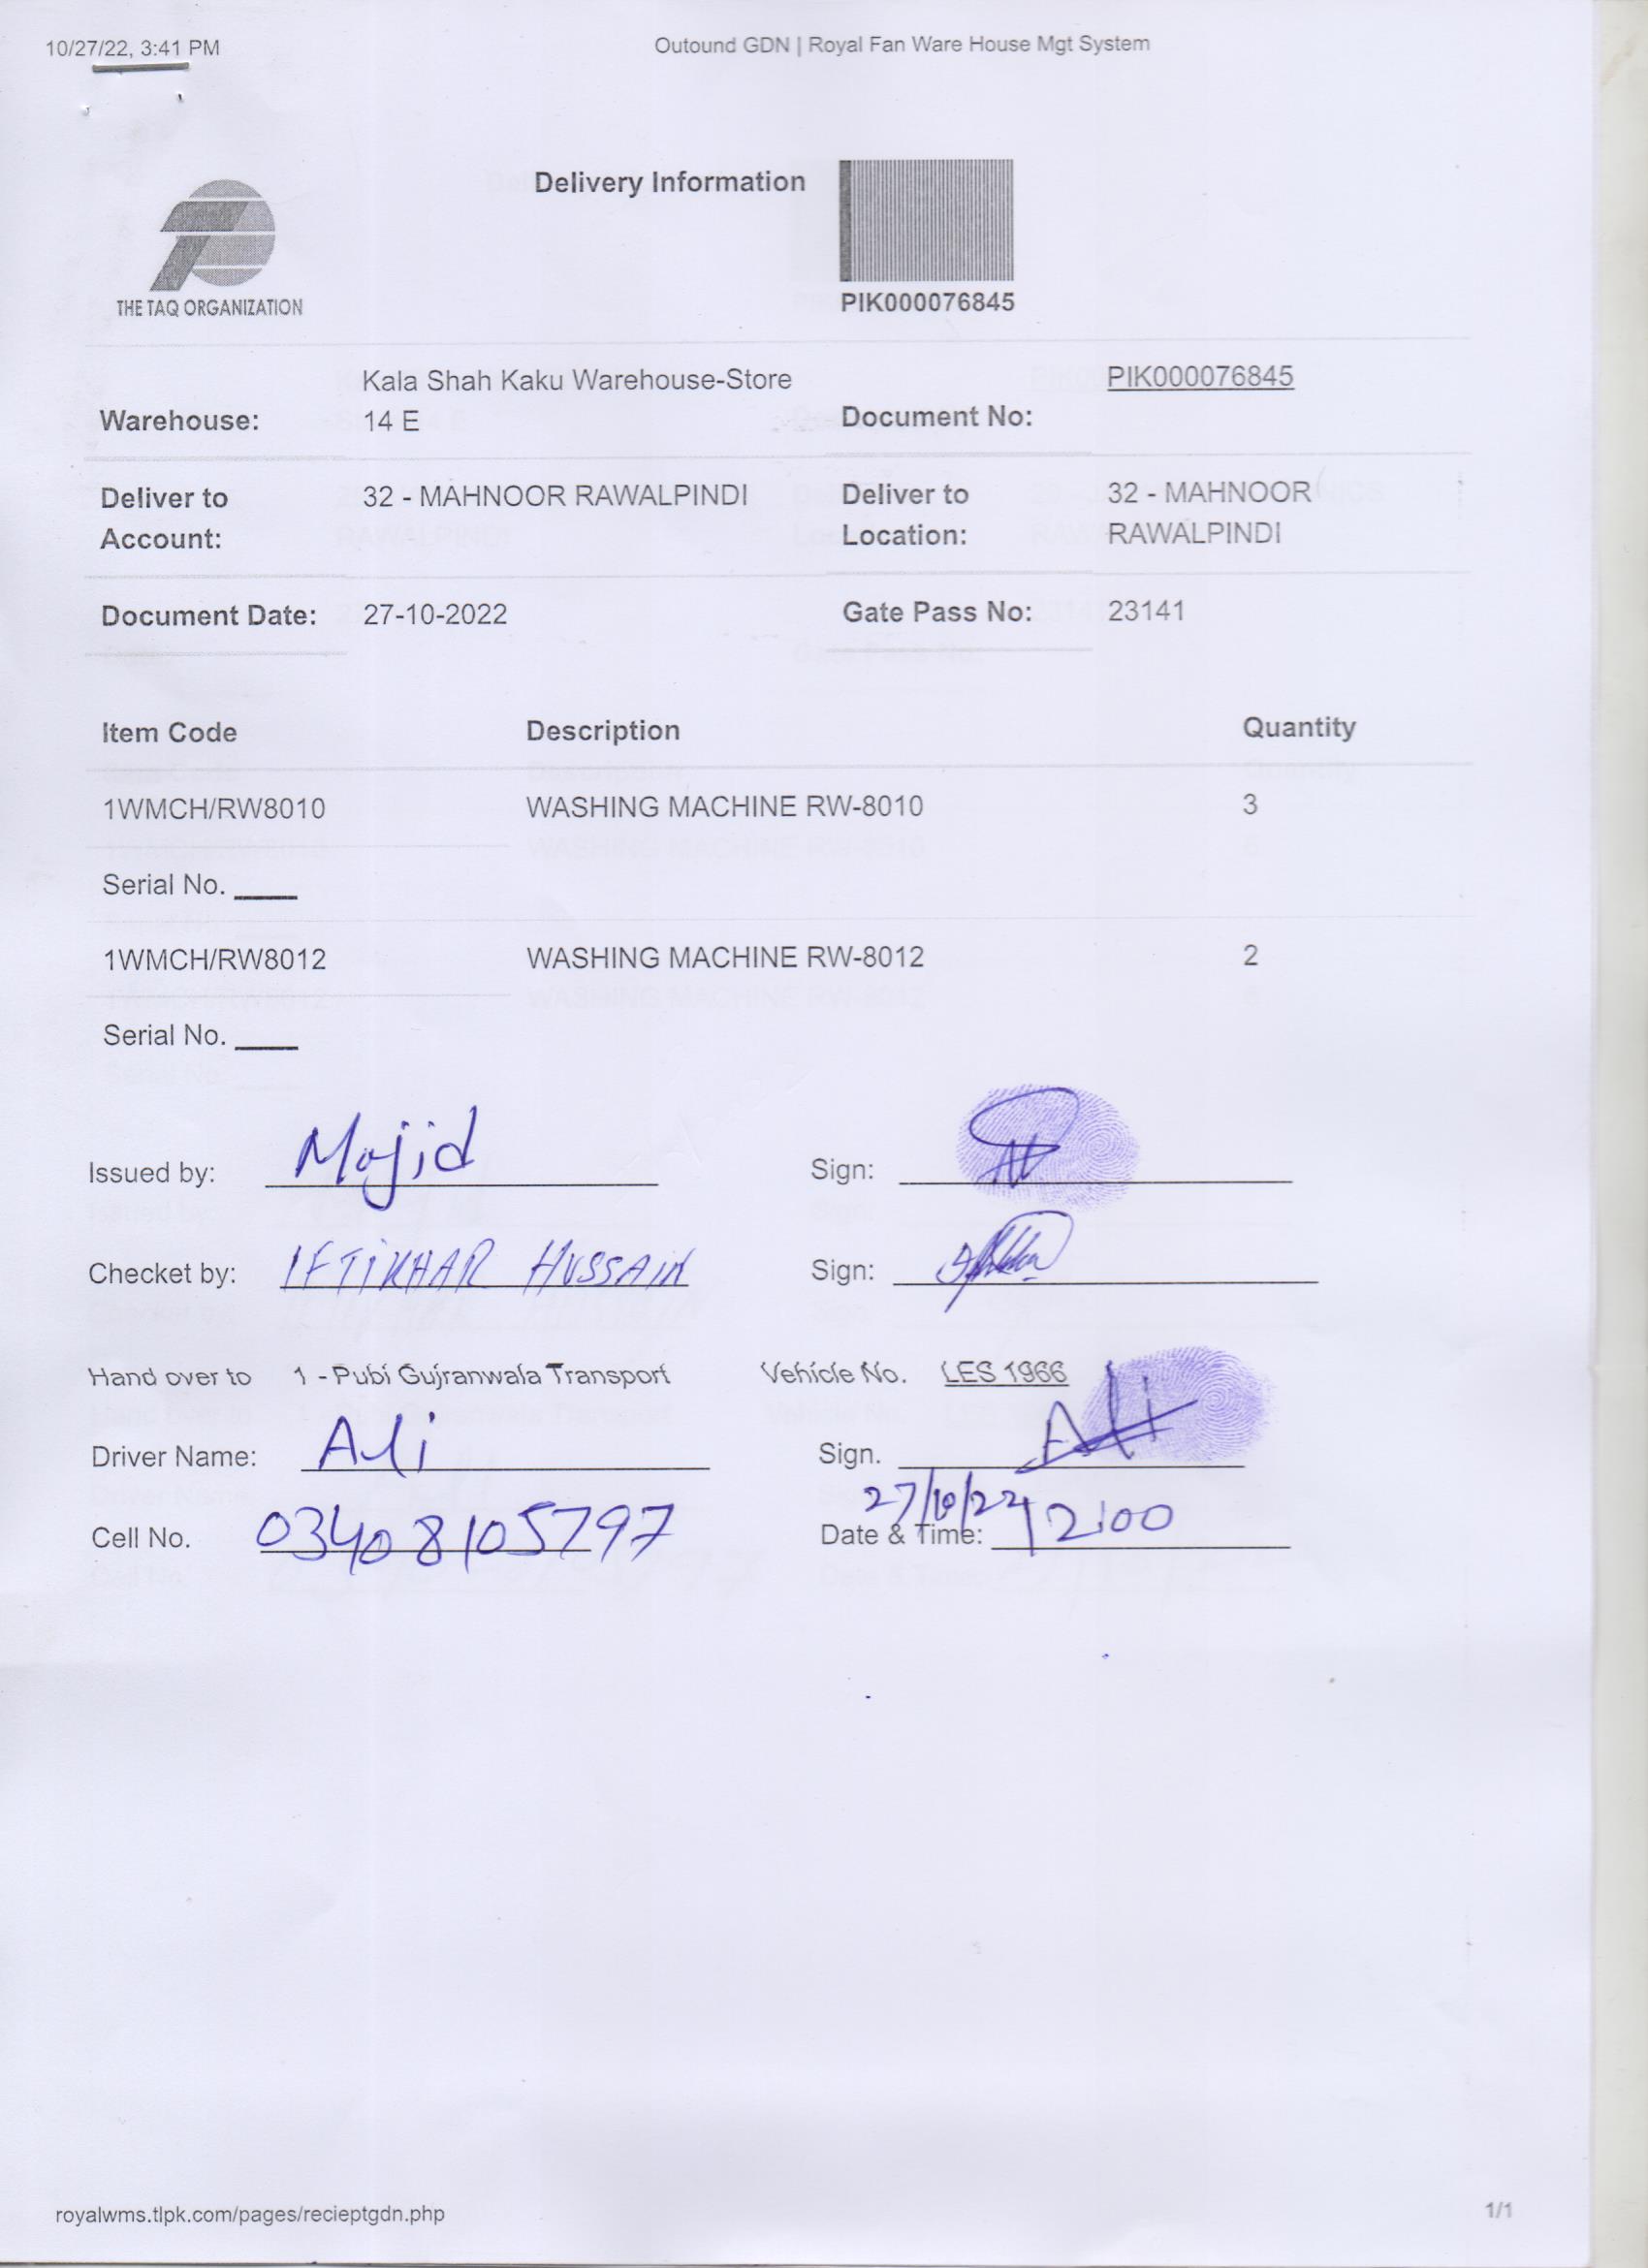 10/27/22, 3:41 PM
Outound GDN | Royal Fan Ware House Mgt System
Delivery Information
THE TAQ ORGANIZATION
PIK000076845
Kala Shah Kaku Warehouse-Store
PIK000076845
Warehouse: 14 E Document No:
Deliver to 32 - MAHNOOR RAWALPINDI Deliver to 32 - MAHNOOR
Account: Location: RAWALPINDI
Document Date: 27-10-2022 Gate Pass No: 23141
Item Code Description Quantity
1WMCH/RW8010 WASHING MACHINE RW-8010 3
Serial No. ____
1WMCH/RW8012 WASHING MACHINE RW-8012 2
Serial No. ____
Issued by: Majid Sign:
Checket by: IFTIKHAR HUSSAIN Sign:
Hand over to 1 - Pubi Gujranwala Transport Vehicle No. LES 1966
Driver Name: Ali Sign. Ali
Cell No. 03408105797 Date & Time: 27/10/22 12:00
royalwms.tlpk.com/pages/recieptgdn.php 1/1